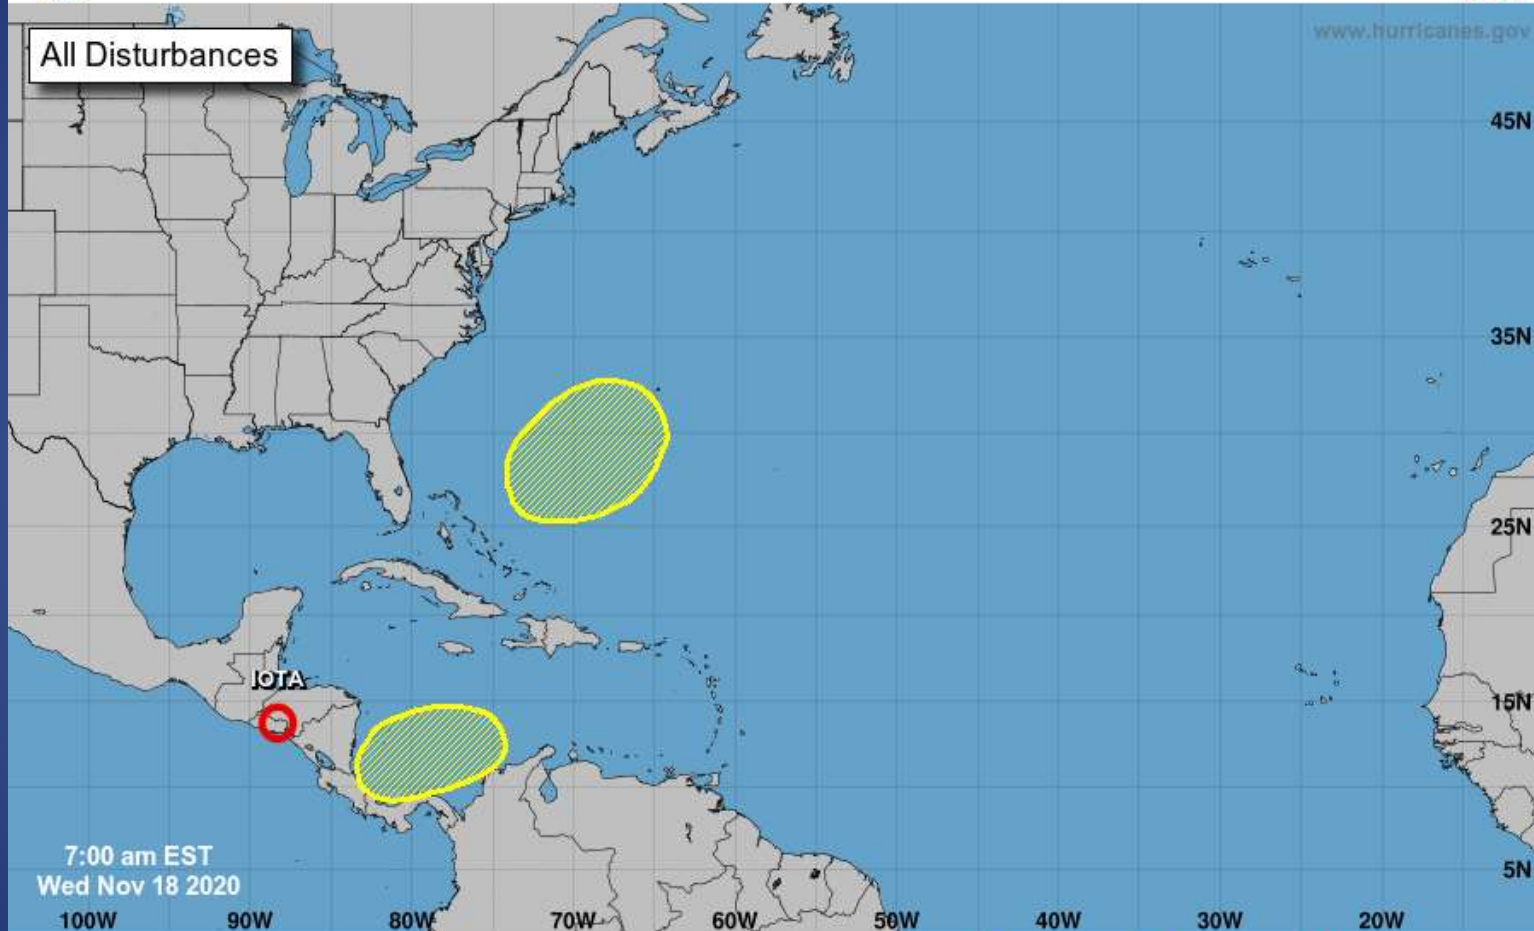 All Disturbances
www.hurricanes.gov
45N
35N
25N
IOTA
15N
7:00 am EST
Wed Nov 18 2020
5N
100W 90W 80W 70W 60W 50W 40W 30W 20W